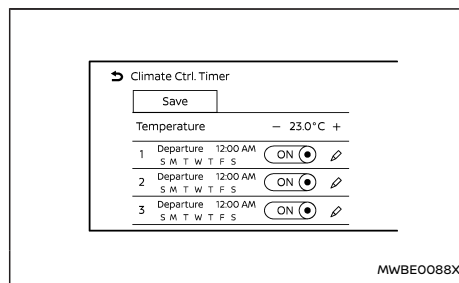 Climate Ctrl. Timer
Save
Temperature − 23.0°C +
1 Departure 12:00 AM ON
S M T W T F S
2 Departure 12:00 AM ON
S M T W T F S
3 Departure 12:00 AM ON
S M T W T F S
MWBE0088X